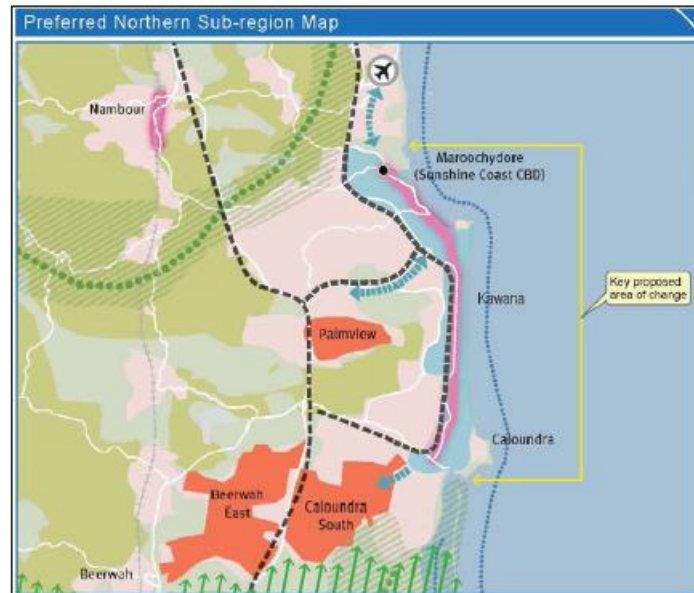 Preferred Northern Sub-region Map
Nambour
Maroochydore
(Sunshine Coast CBD)
Key proposed
area of change
Kawana
Palmview
Caloundra
Beerwah
East
Caloundra
South
Beerwah